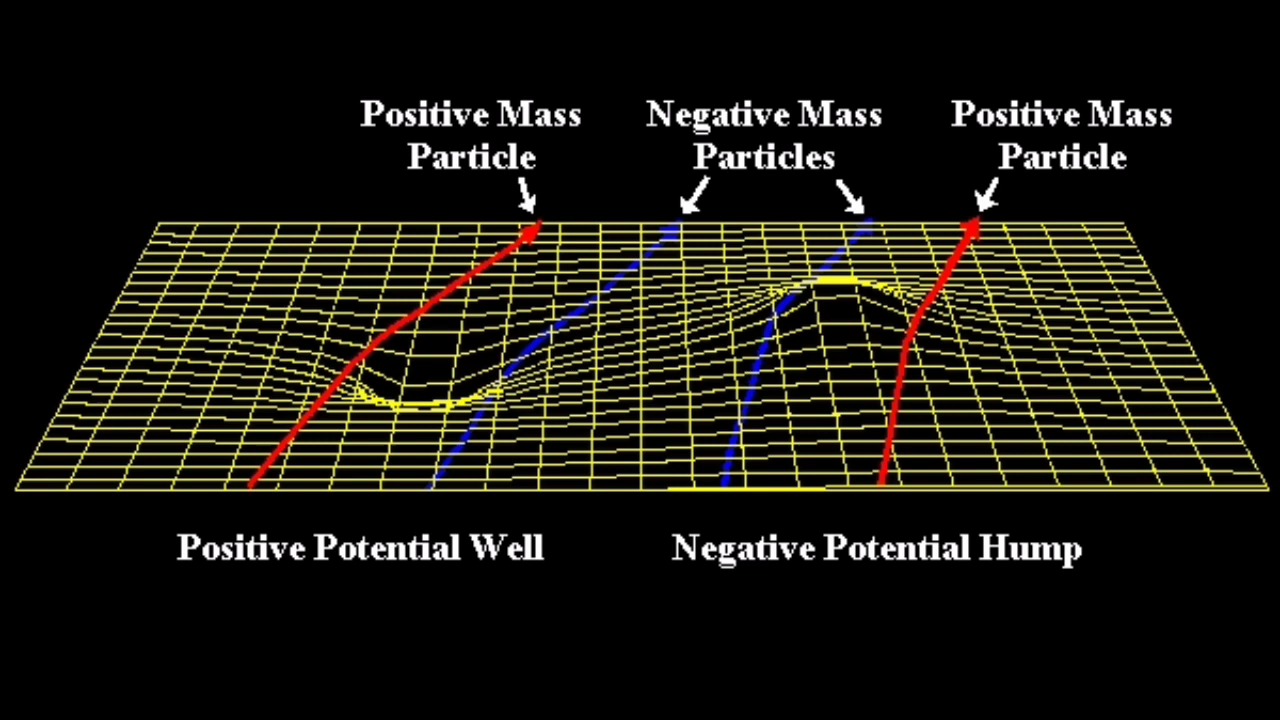 Positive Mass
Particle
Negative Mass
Particles
Positive Mass
Particle
Positive Potential Well
Negative Potential Hump